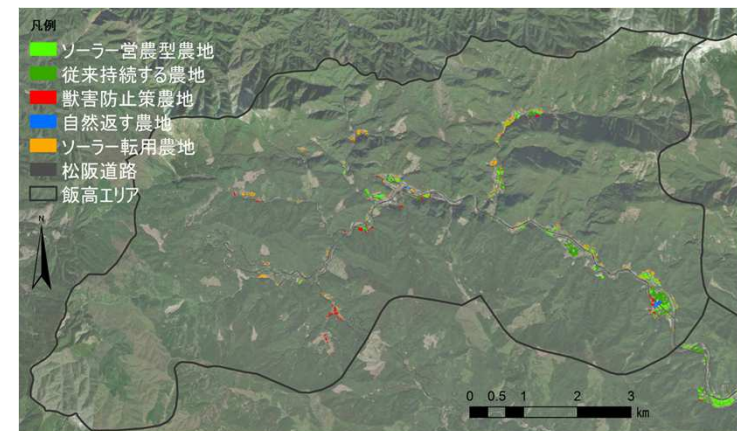 凡例
ソーラー営農型農地
従来持続する農地
獣害防止策農地
自然返す農地
ソーラー転用農地
松阪道路
飯高エリア
N
0 0.5 1 2 3
km